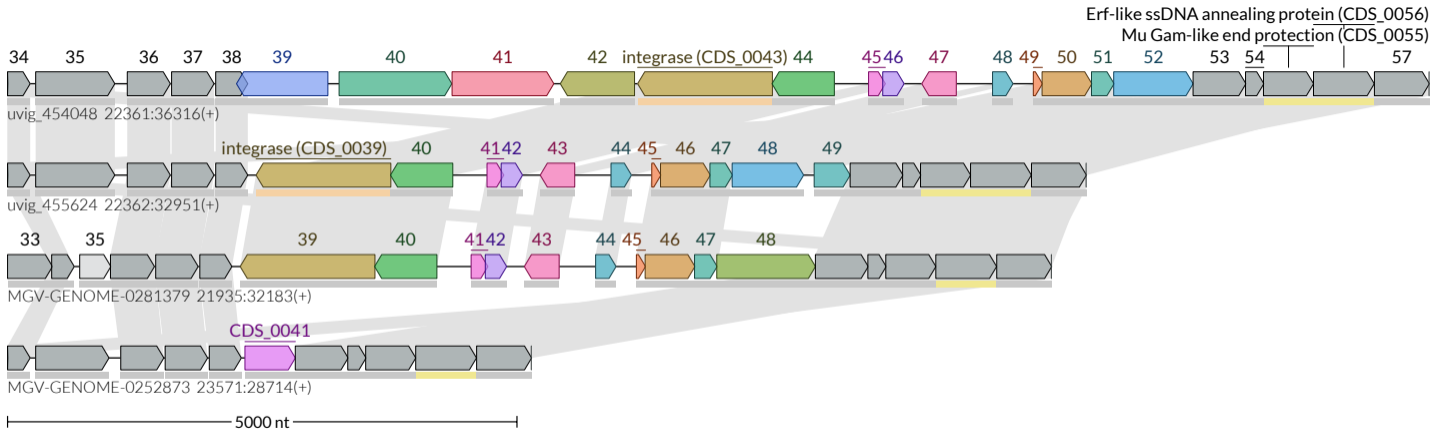 Erf-like ssDNA annealing protein (CDS_0056)
Mu Gam-like end protection (CDS_0055)
34 35 36 37 38 39 40 41 42 integrase (CDS_0043) 44 45 46 47 48 49 50 51 52 53 54 57
uvig_454048 22361:36316(+)
integrase (CDS_0039) 40 41 42 43 44 45 46 47 48 49
uvig_455624 22362:32951(+)
33 35 39 40 41 42 43 44 45 46 47 48
MGV-GENOME-0281379 21935:32183(+)
CDS_0041
MGV-GENOME-0252873 23571:28714(+)
5000 nt